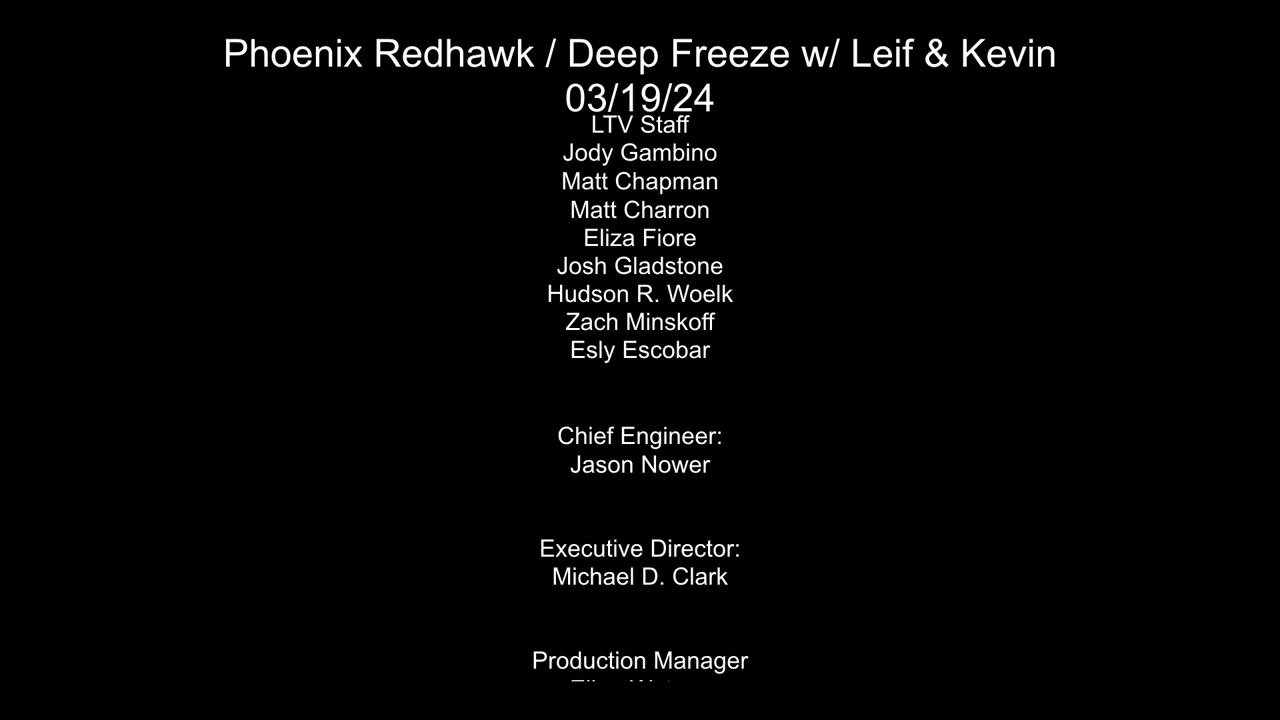 Phoenix Redhawk / Deep Freeze w/ Leif & Kevin
03/19/24
LTV Staff
Jody Gambino
Matt Chapman
Matt Charron
Eliza Fiore
Josh Gladstone
Hudson R. Woelk
Zach Minskoff
Esly Escobar
Chief Engineer:
Jason Nower
Executive Director:
Michael D. Clark
Production Manager